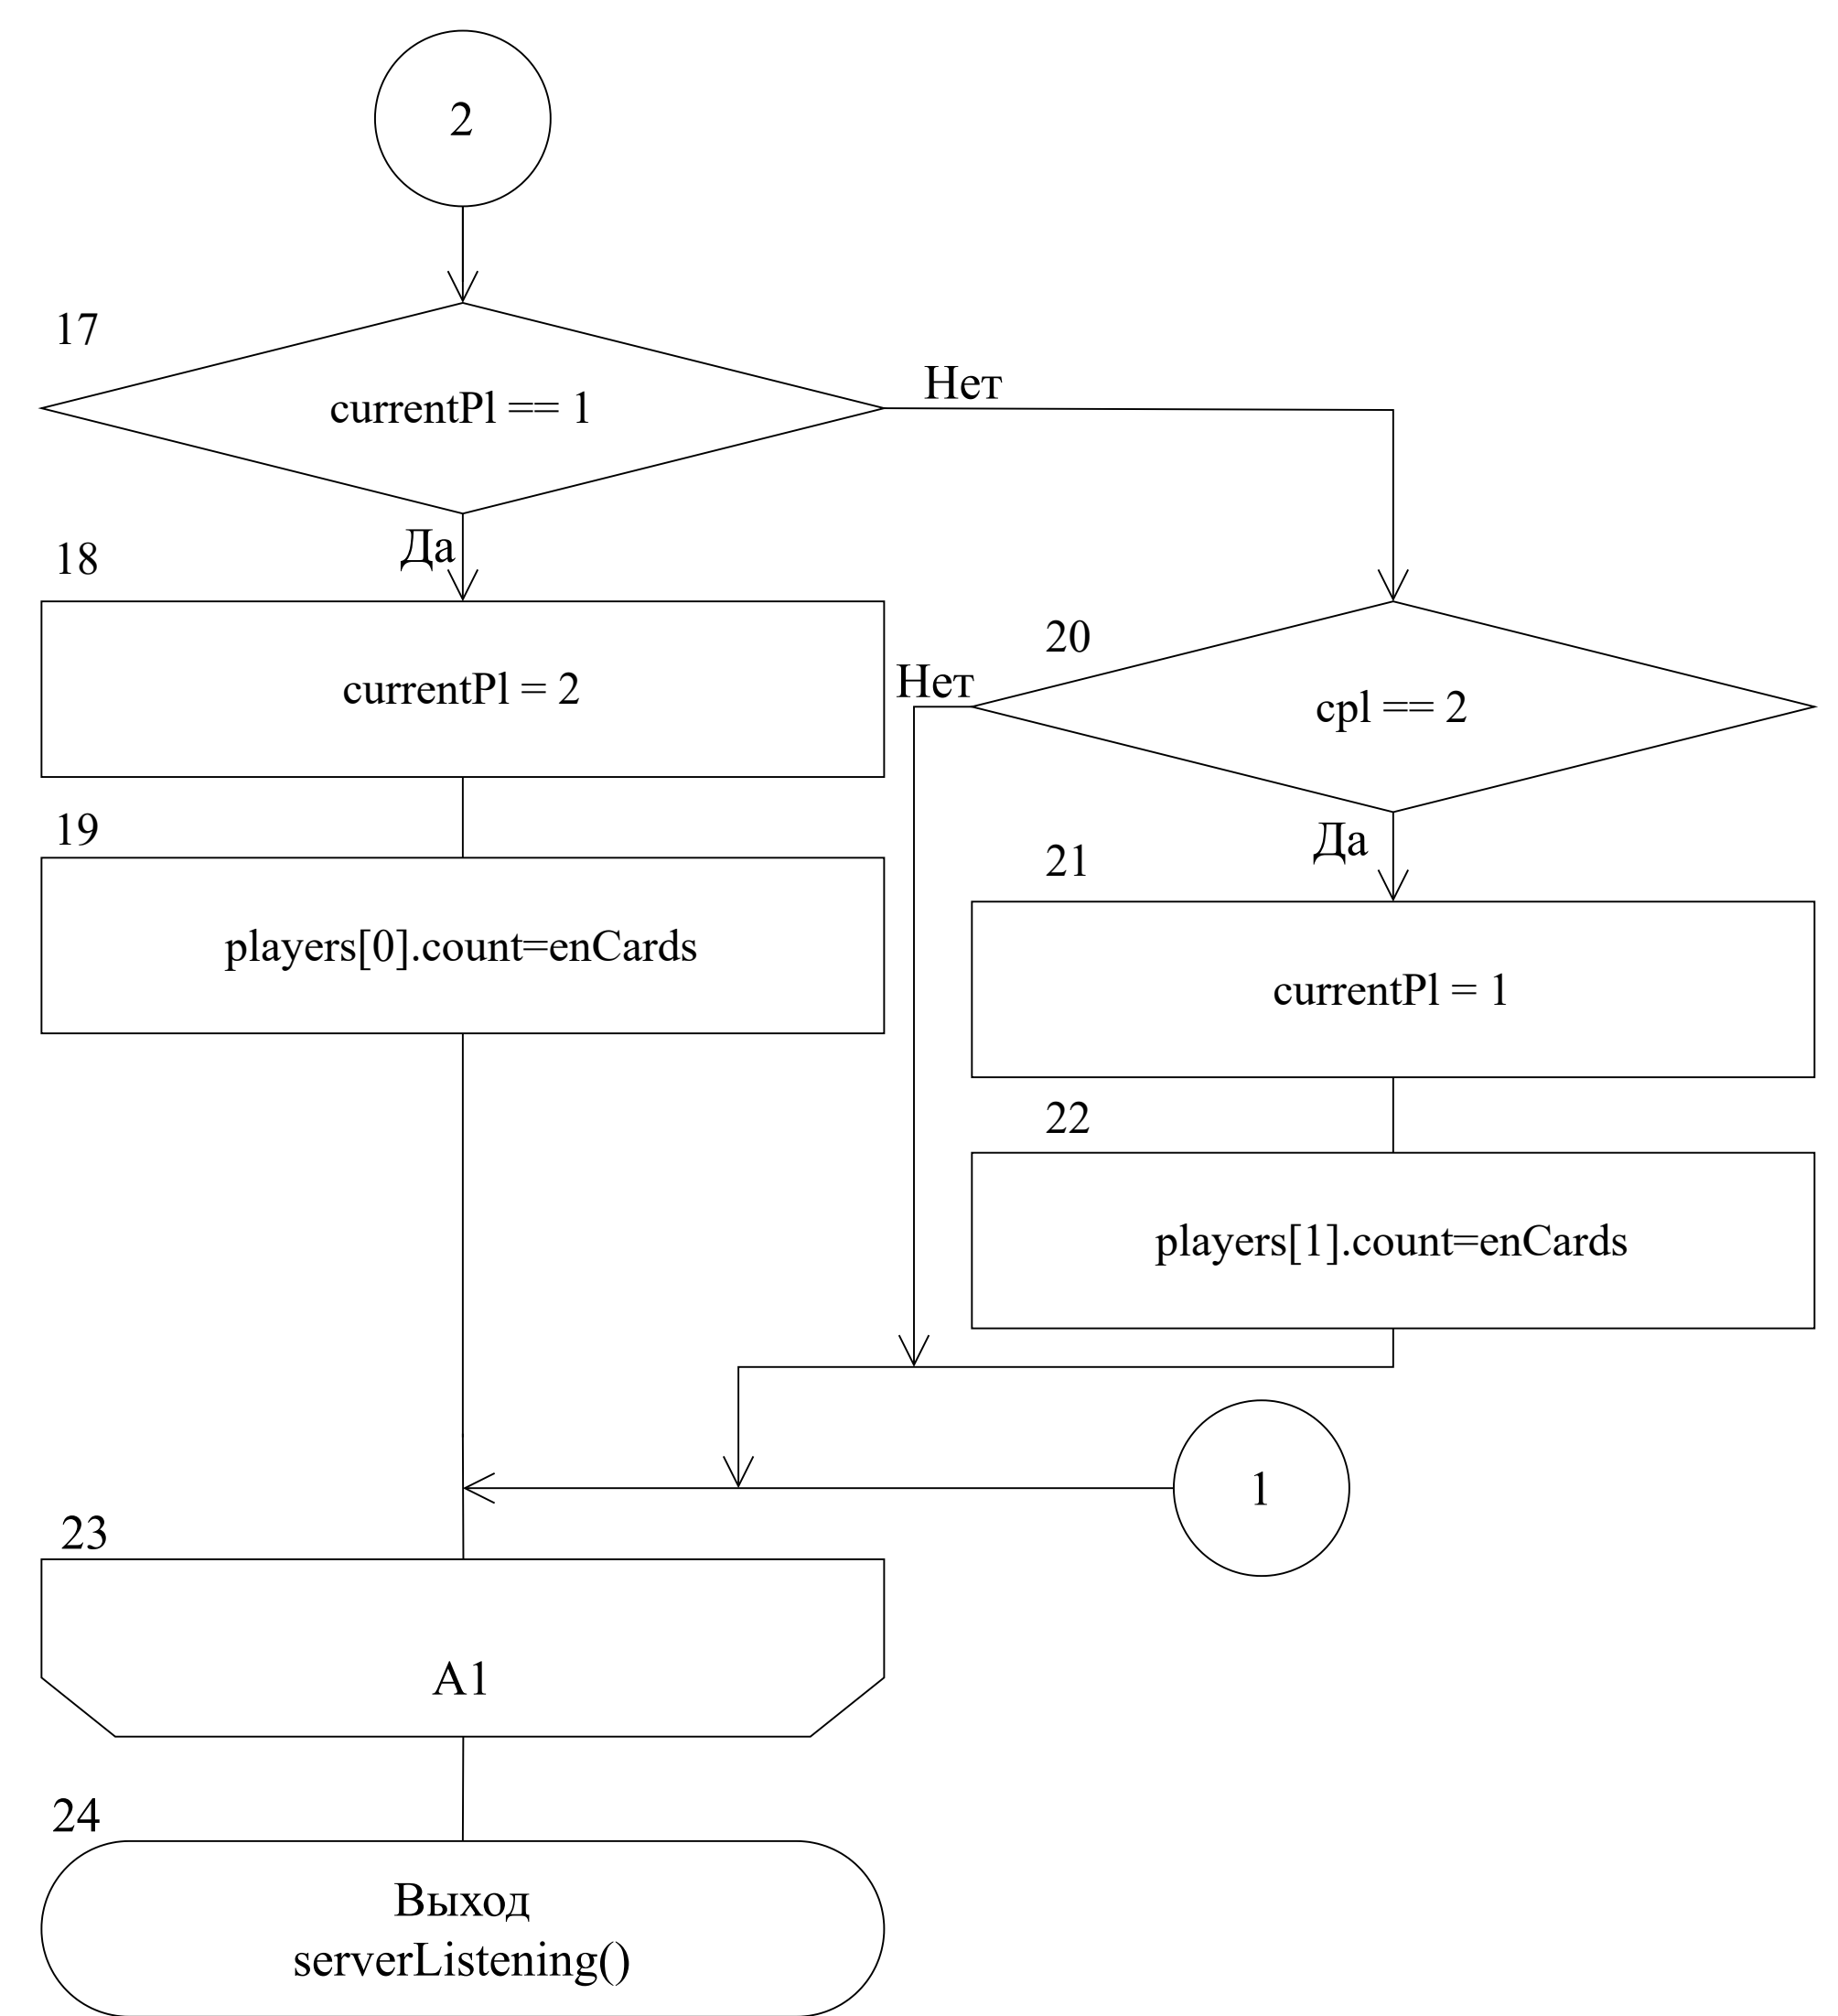 2
17
currentPl == 1
Нет
Да
18
currentPl = 2
20
Нет
cpl == 2
19
Да
21
players[0].count=enCards
currentPl = 1
22
players[1].count=enCards
1
23
A1
24
Выход
serverListening()